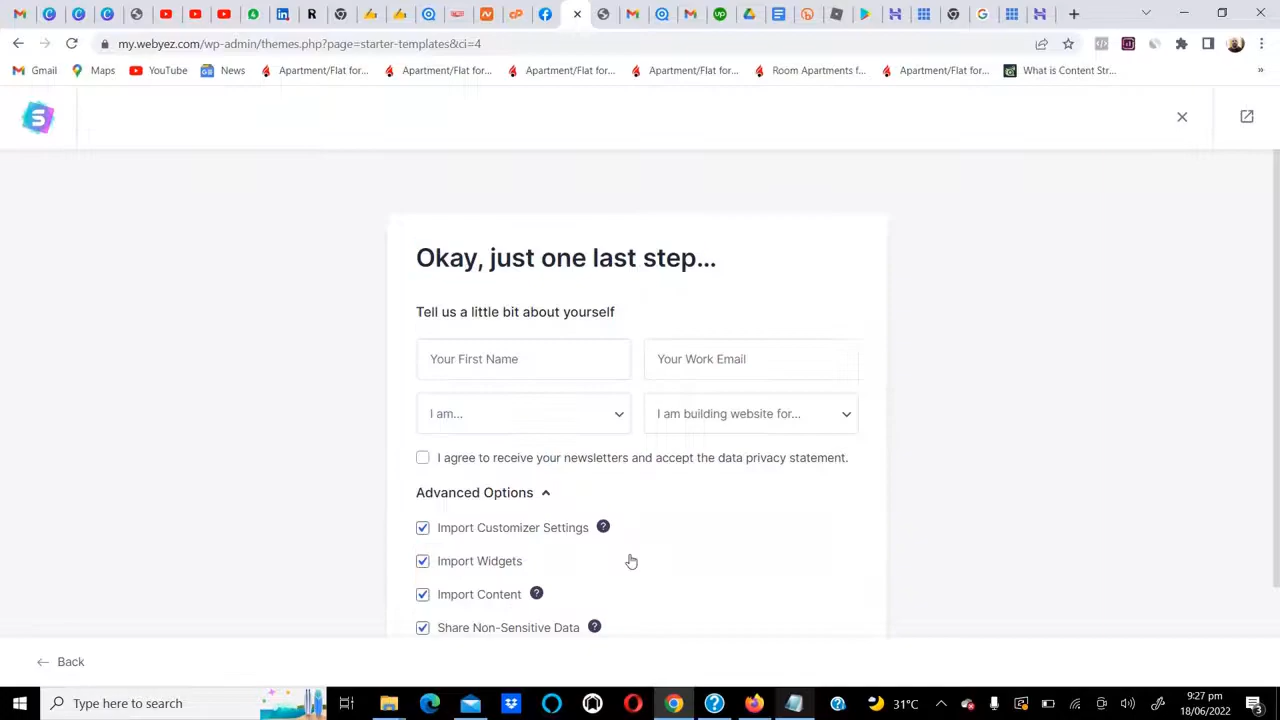 my.webyez.com/wp-admin/themes.php?page=starter-templates&ci=4
Gmail
Maps
YouTube
News
Apartment/Flat for...
Apartment/Flat for...
Apartment/Flat for...
Apartment/Flat for...
Room Apartments f...
Apartment/Flat for...
What is Content Str...
»
Okay, just one last step...
Tell us a little bit about yourself
Your First Name
Your Work Email
I am...
I am building website for...
I agree to receive your newsletters and accept the data privacy statement.
Advanced Options
Import Customizer Settings
Import Widgets
Import Content
Share Non-Sensitive Data
Back
Type here to search
31°C
9:27 pm
18/06/2022
3